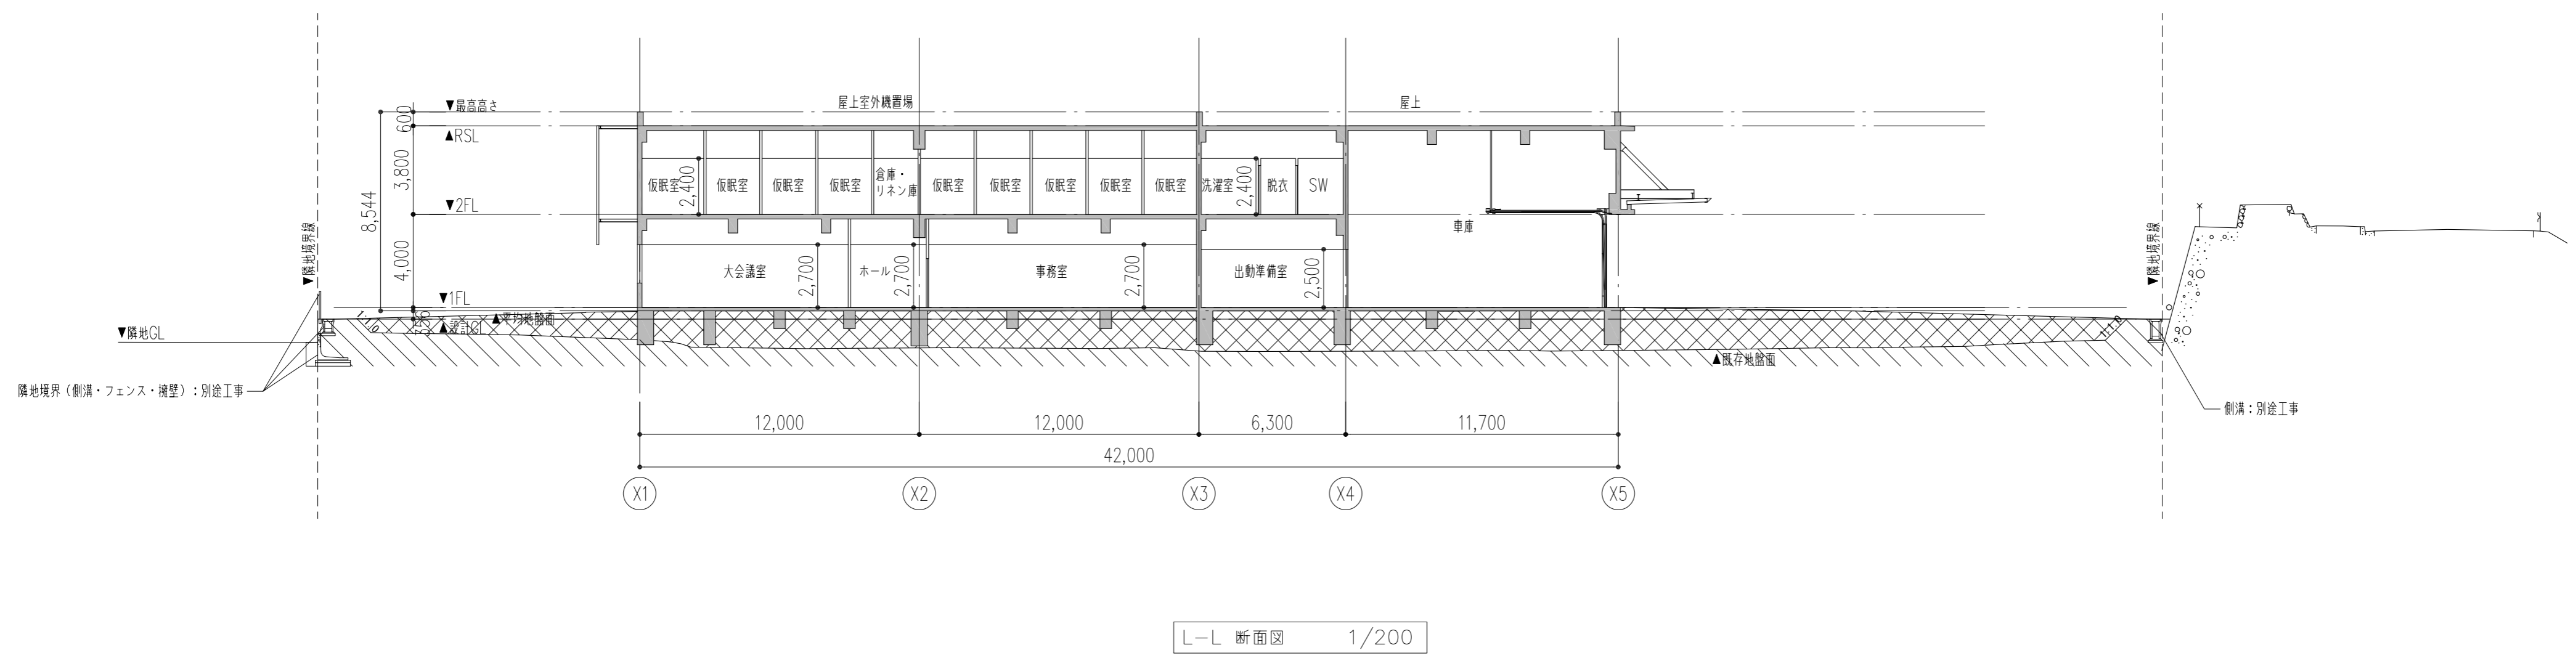 屋上室外機置場
屋上
▼最高高さ
▲RSL
600
3,800
8,544
4,000
▼2FL
仮眠室
2,400
仮眠室
仮眠室
仮眠室
倉庫・
リネン庫
仮眠室
仮眠室
仮眠室
仮眠室
仮眠室
洗濯室
2,400
脱衣
SW
車庫
▼隣地境界線
▼隣地境界線
大会議室
2,700
ホール
2,700
事務室
2,700
出動準備室
2,500
▼1FL
▲平均地盤面
▲設計GL
▼隣地GL
▲既存地盤面
隣地境界（側溝・フェンス・擁壁）：別途工事
側溝：別途工事
12,000
12,000
6,300
11,700
42,000
X1
X2
X3
X4
X5
L−L 断面図 1/200